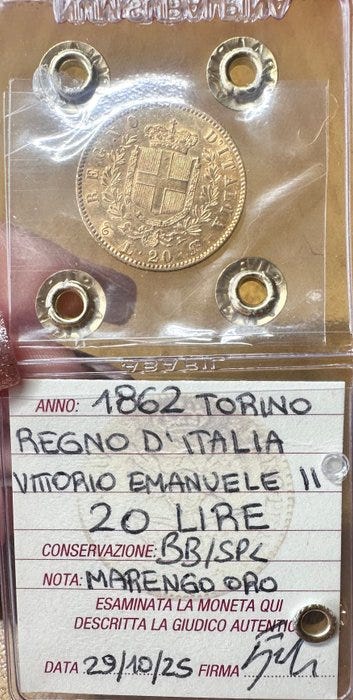 REGNO D'ITALIA
G L. 20 G
ANNO: 1862 TORINO
REGNO D'ITALIA
VITTORIO EMANUELE II
20 LIRE
CONSERVAZIONE: BB/SPL
NOTA: MARENGO ORO
ESAMINATA LA MONETA QUI
DESCRITTA LA GIUDICO AUTENTIC
DATA 29/10/25 FIRMA